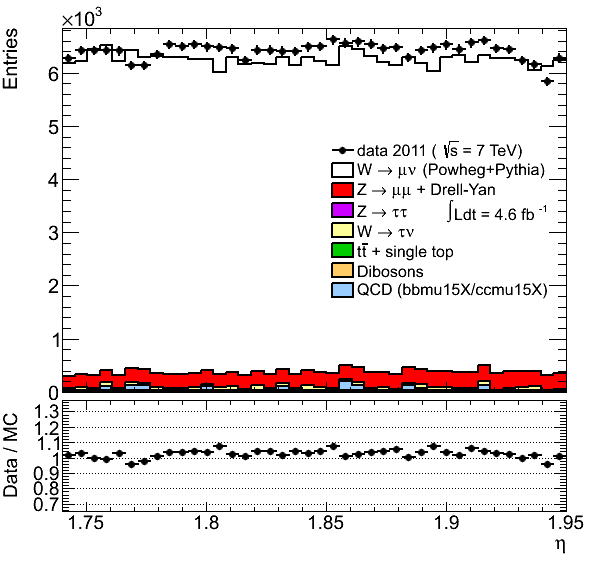 ×10³
Entries
6
5
4
3
2
1
0
data 2011 ( √s = 7 TeV)
W → μν (Powheg+Pythia)
Z → μμ + Drell-Yan
Z → ττ
∫Ldt = 4.6 fb⁻¹
W → τν
tt̅ + single top
Dibosons
QCD (bbmu15X/ccmu15X)
Data / MC
1.3
1.2
1.1
1
0.9
0.8
0.7
1.75 1.8 1.85 1.9 1.95
η